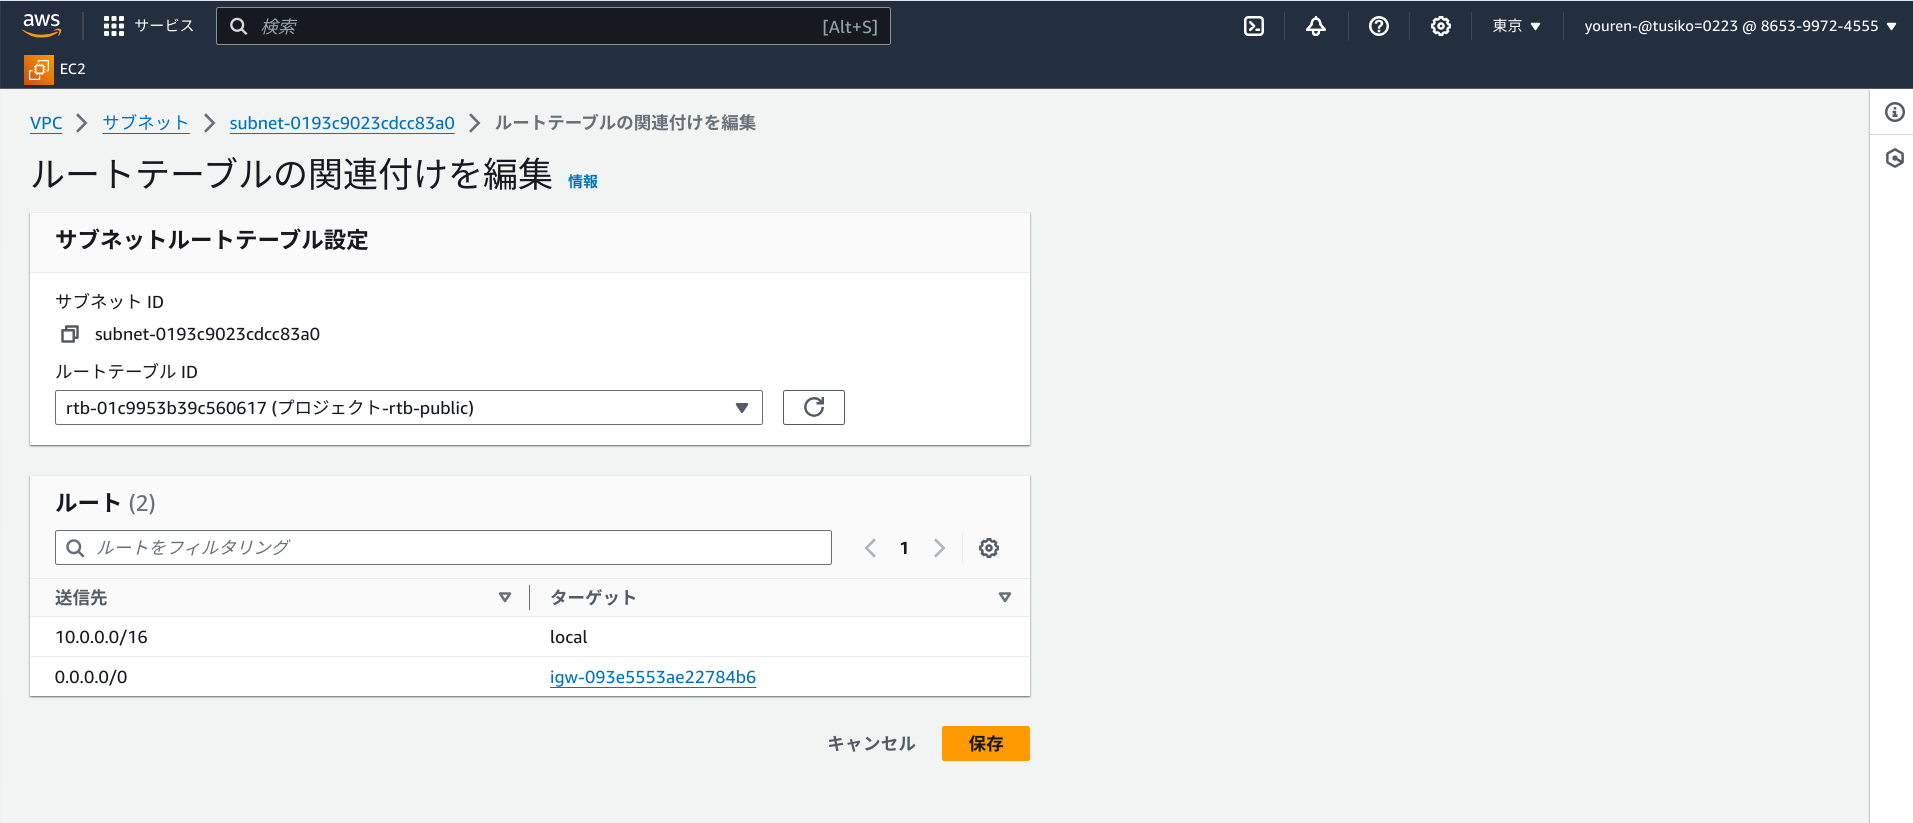 aws
サービス
検索
[Alt+S]
東京
youren-@tusiko=0223 @ 8653-9972-4555
EC2
VPC
サブネット
subnet-0193c9023cdcc83a0
ルートテーブルの関連付けを編集
ルートテーブルの関連付けを編集 情報
サブネットルートテーブル設定
サブネット ID
subnet-0193c9023cdcc83a0
ルートテーブル ID
rtb-01c9953b39c560617 (プロジェクト-rtb-public)
ルート (2)
ルートをフィルタリング
1
送信先
ターゲット
10.0.0.0/16
local
0.0.0.0/0
igw-093e5553ae22784b6
キャンセル
保存